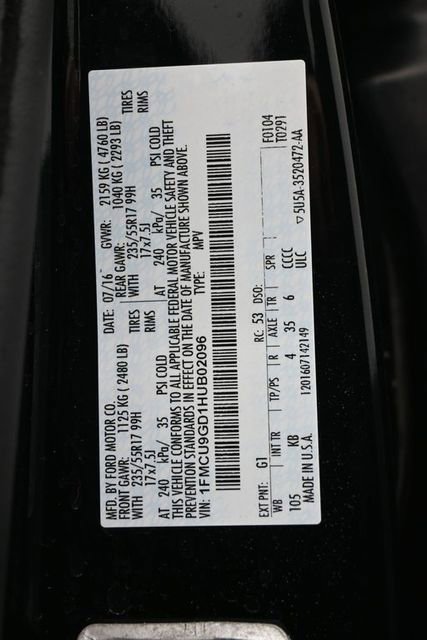 MFD. BY FORD MOTOR CO.
DATE: 07/16 GVWR: 2159 KG ( 4760 LB)
FRONT GAWR: 1125 KG ( 2480 LB) REAR GAWR: 1040 KG ( 2293 LB)
WITH 235/55R17 99H TIRES WITH 235/55R17 99H TIRES
17x7.5J RIMS 17x7.5J RIMS
AT 240 kPa/ 35 PSI COLD AT 240 kPa/ 35 PSI COLD
THIS VEHICLE CONFORMS TO ALL APPLICABLE FEDERAL MOTOR VEHICLE SAFETY AND THEFT
PREVENTION STANDARDS IN EFFECT ON THE DATE OF MANUFACTURE SHOWN ABOVE.
VIN: 1FMCU9GD1HUB02096 TYPE: MPV
F0104
T0291
EXT PNT: G1 RC: 53 DSO:
WB INT TR TP/PS R AXLE TR SPR
105 KB 4 35 6 CCCC
MADE IN U.S.A. 1201607142149 ULC
▽5U5A-3520472-AA